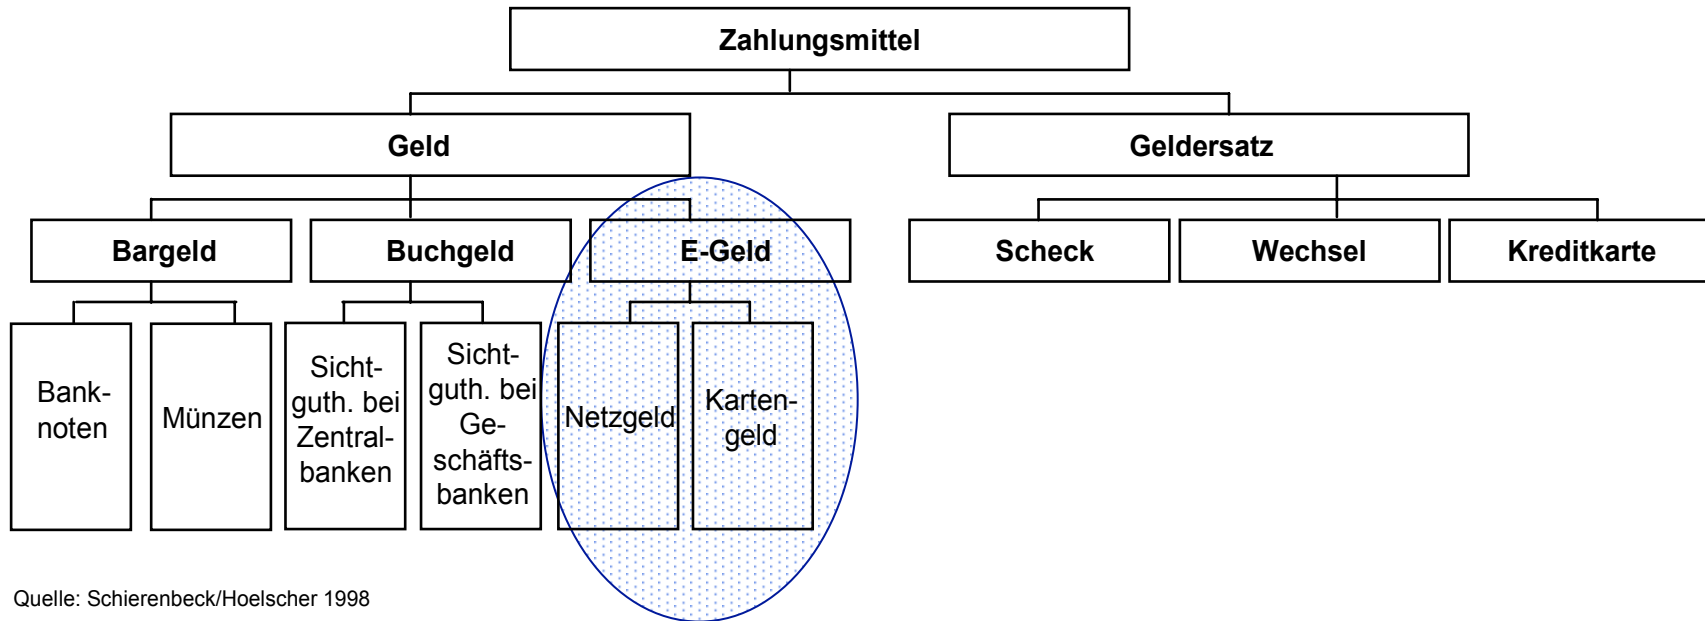 Zahlungsmittel
Geld
Geldersatz
Bargeld
Buchgeld
E-Geld
Scheck
Wechsel
Kreditkarte
Bank-
noten
Münzen
Sicht-
guth. bei
Zentral-
banken
Sicht-
guth. bei
Ge-
schäfts-
banken
Netzgeld
Karten-
geld
Quelle: Schierenbeck/Hoelscher 1998